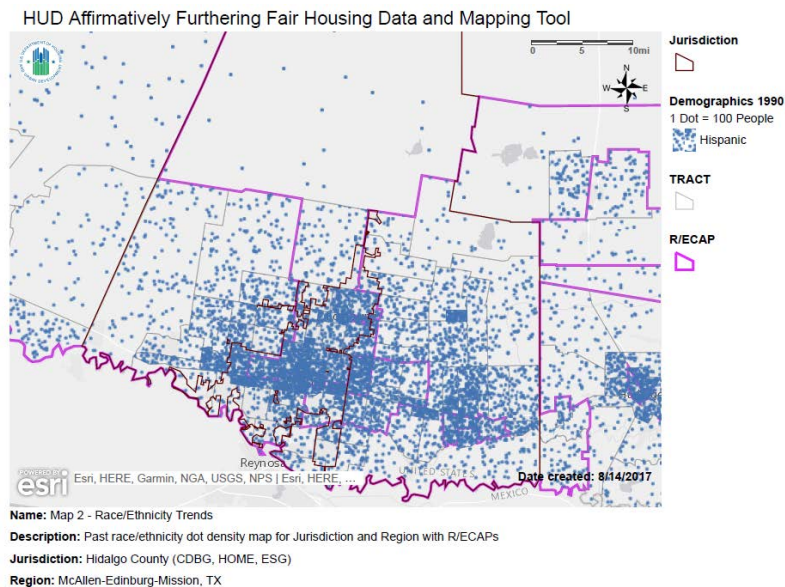 HUD Affirmatively Furthering Fair Housing Data and Mapping Tool
0 5 10mi
N
W E
S
Jurisdiction
Demographics 1990
1 Dot = 100 People
Hispanic
TRACT
R/ECAP
Reynosa
UNITED STATES
MEXICO
POWERED BY
esri
Esri, HERE, Garmin, NGA, USGS, NPS | Esri, HERE, ...
Date created: 8/14/2017
Name: Map 2 - Race/Ethnicity Trends
Description: Past race/ethnicity dot density map for Jurisdiction and Region with R/ECAPs
Jurisdiction: Hidalgo County (CDBG, HOME, ESG)
Region: McAllen-Edinburg-Mission, TX